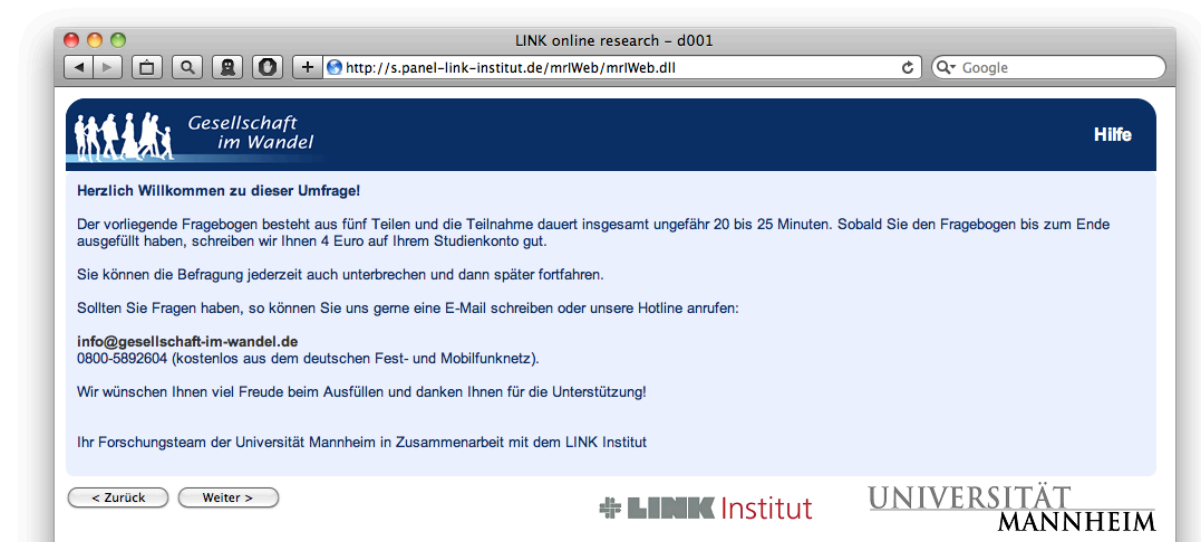 LINK online research – d001
http://s.panel-link-institut.de/mrIWeb/mrIWeb.dll
Google
Gesellschaft
im Wandel
Hilfe
Herzlich Willkommen zu dieser Umfrage!
Der vorliegende Fragebogen besteht aus fünf Teilen und die Teilnahme dauert insgesamt ungefähr 20 bis 25 Minuten. Sobald Sie den Fragebogen bis zum Ende
ausgefüllt haben, schreiben wir Ihnen 4 Euro auf Ihrem Studienkonto gut.
Sie können die Befragung jederzeit auch unterbrechen und dann später fortfahren.
Sollten Sie Fragen haben, so können Sie uns gerne eine E-Mail schreiben oder unsere Hotline anrufen:
info@gesellschaft-im-wandel.de
0800-5892604 (kostenlos aus dem deutschen Fest- und Mobilfunknetz).
Wir wünschen Ihnen viel Freude beim Ausfüllen und danken Ihnen für die Unterstützung!
Ihr Forschungsteam der Universität Mannheim in Zusammenarbeit mit dem LINK Institut
< Zurück
Weiter >
LINK Institut
UNIVERSITÄT
MANNHEIM